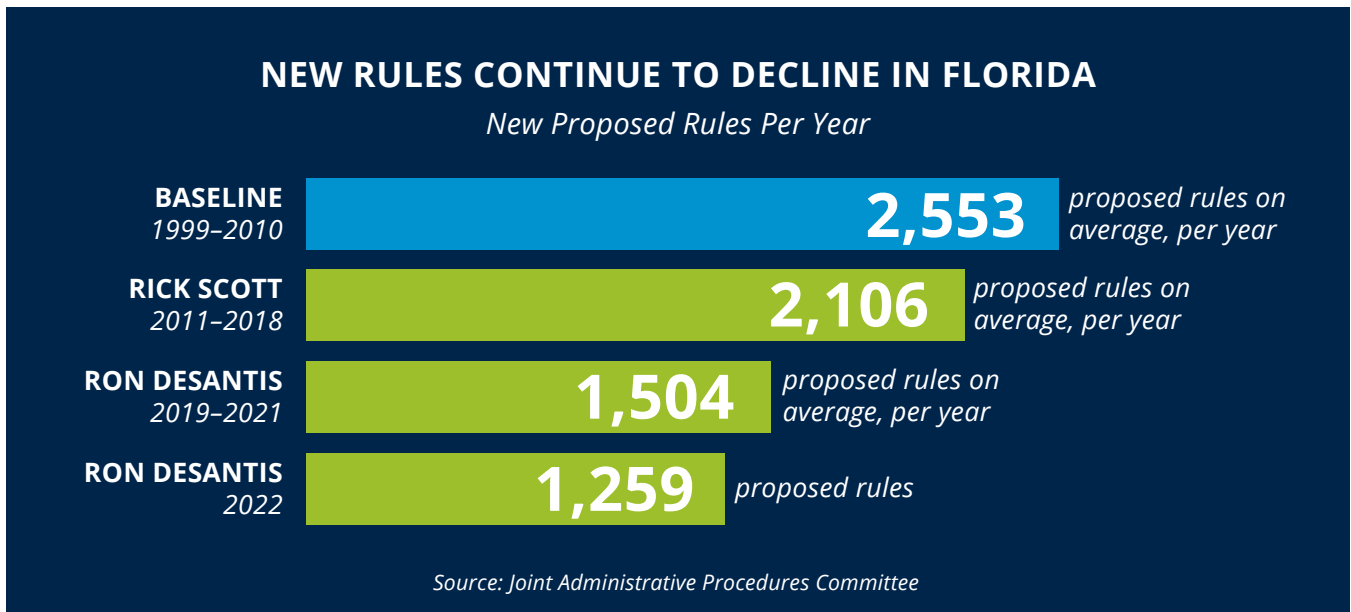 NEW RULES CONTINUE TO DECLINE IN FLORIDA
New Proposed Rules Per Year
BASELINE
1999–2010
2,553
proposed rules on
average, per year
RICK SCOTT
2011–2018
2,106
proposed rules on
average, per year
RON DESANTIS
2019–2021
1,504
proposed rules on
average, per year
RON DESANTIS
2022
1,259
proposed rules
Source: Joint Administrative Procedures Committee